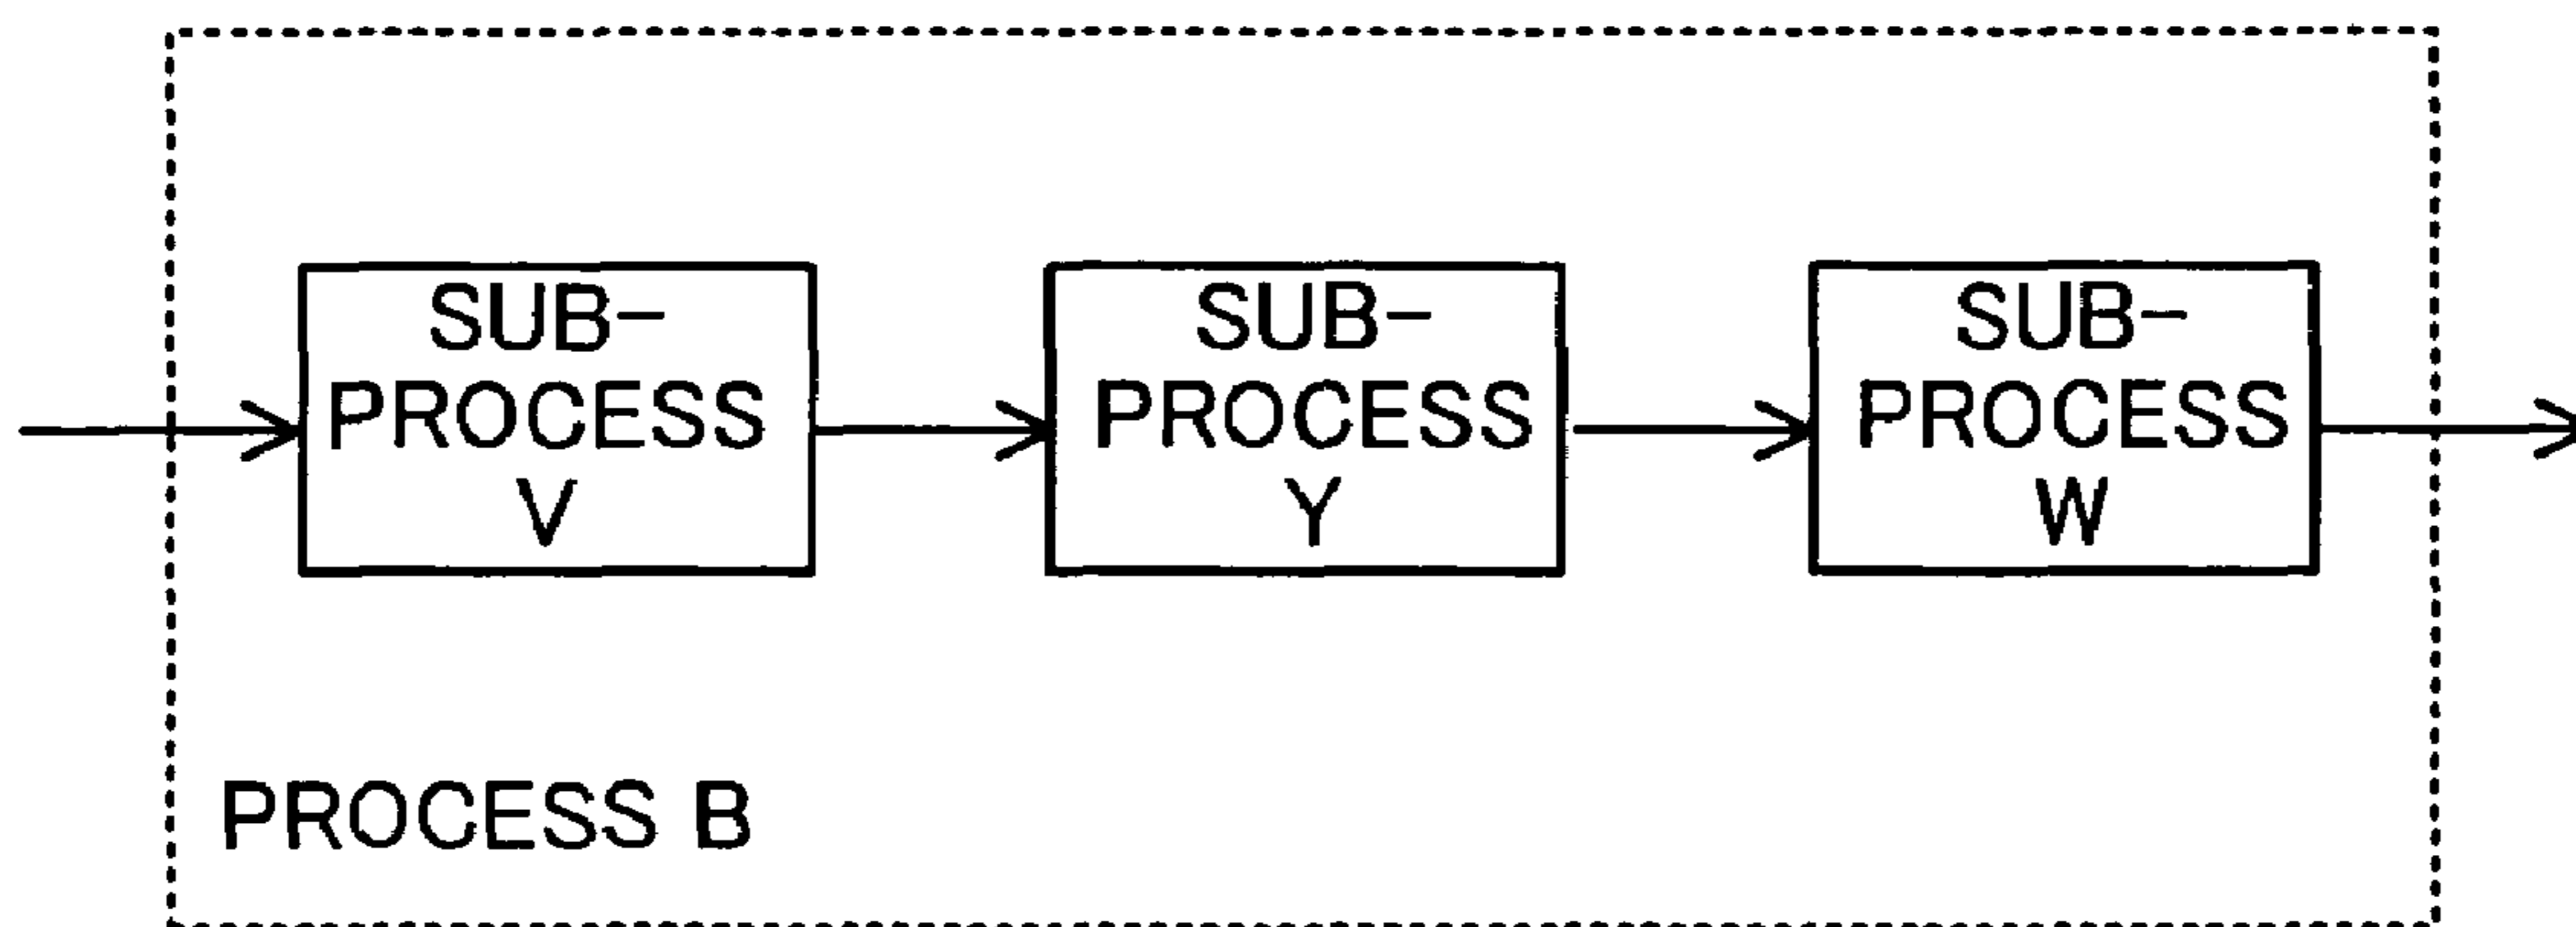 SUB-
PROCESS
V
SUB-
PROCESS
Y
SUB-
PROCESS
W
PROCESS B